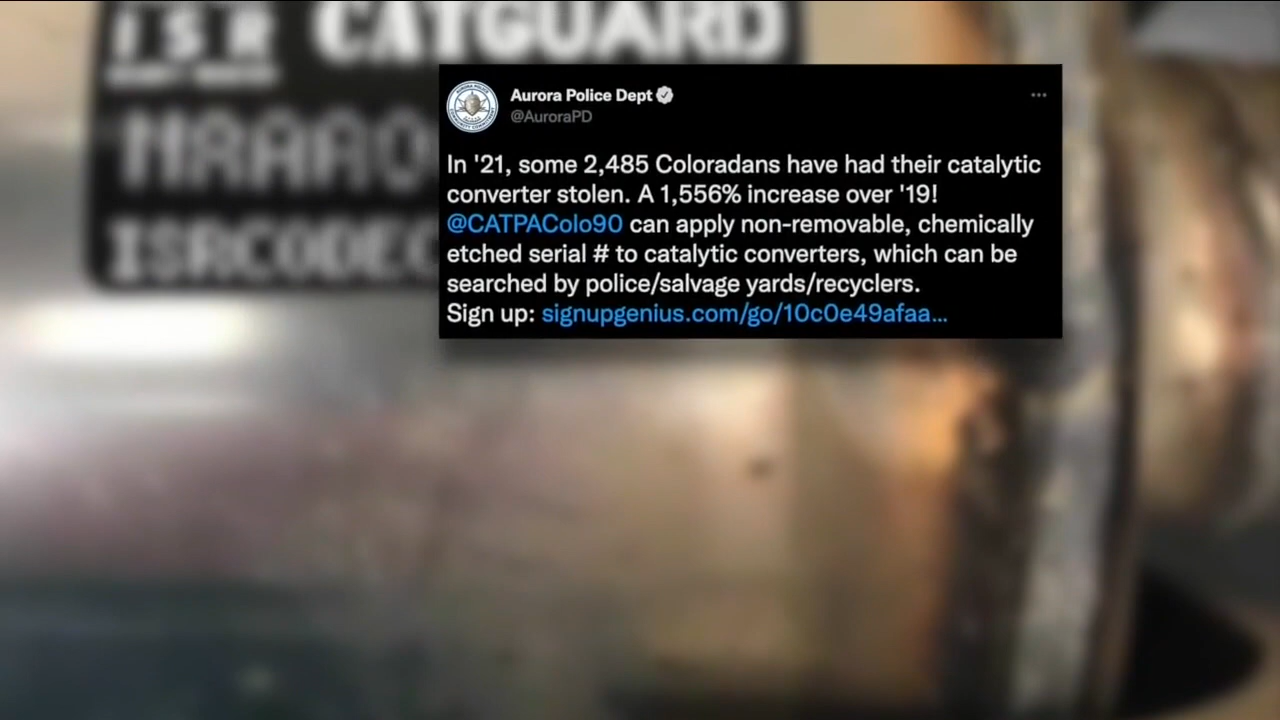 ISR CATGUARD
Aurora Police Dept
@AuroraPD
In '21, some 2,485 Coloradans have had their catalytic
converter stolen. A 1,556% increase over '19!
@CATPAColo90 can apply non-removable, chemically
etched serial # to catalytic converters, which can be
searched by police/salvage yards/recyclers.
Sign up: signupgenius.com/go/10c0e49afaa...
ISRCODEC